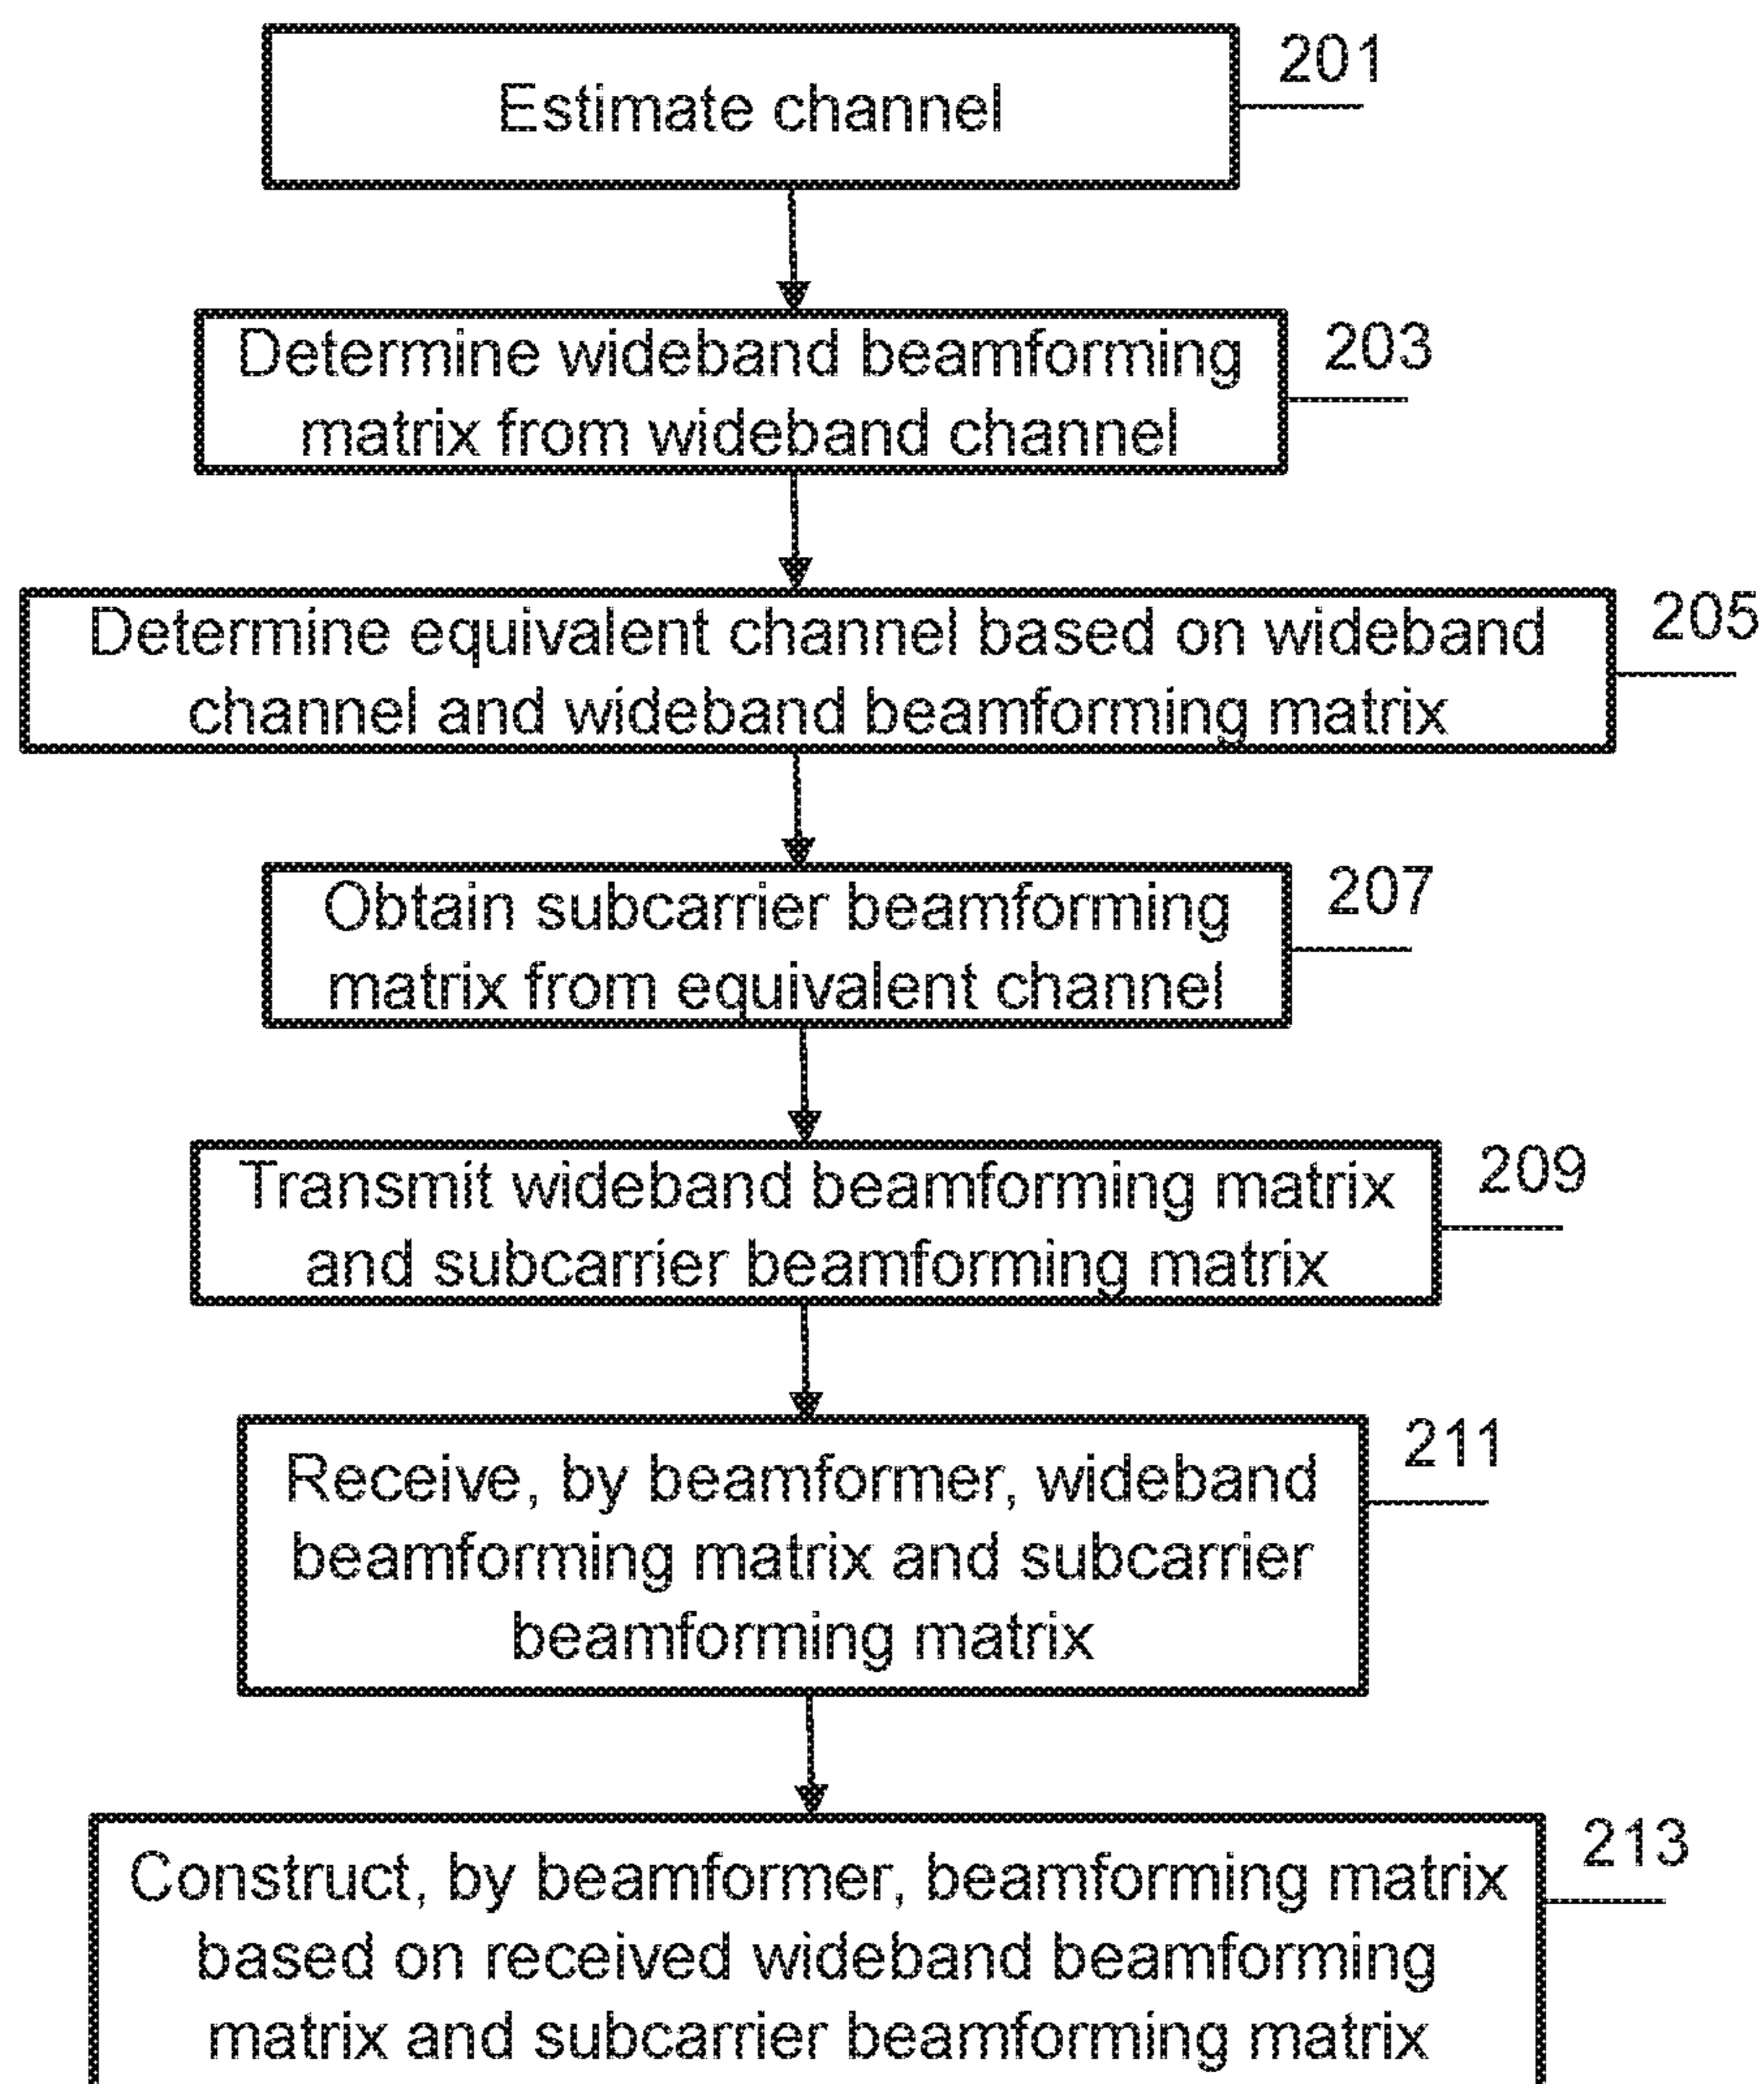 Estimate channel
201
Determine wideband beamforming
matrix from wideband channel
203
Determine equivalent channel based on wideband
channel and wideband beamforming matrix
205
Obtain subcarrier beamforming
matrix from equivalent channel
207
Transmit wideband beamforming matrix
and subcarrier beamforming matrix
209
Receive, by beamformer, wideband
beamforming matrix and subcarrier
beamforming matrix
211
Construct, by beamformer, beamforming matrix
based on received wideband beamforming
matrix and subcarrier beamforming matrix
213